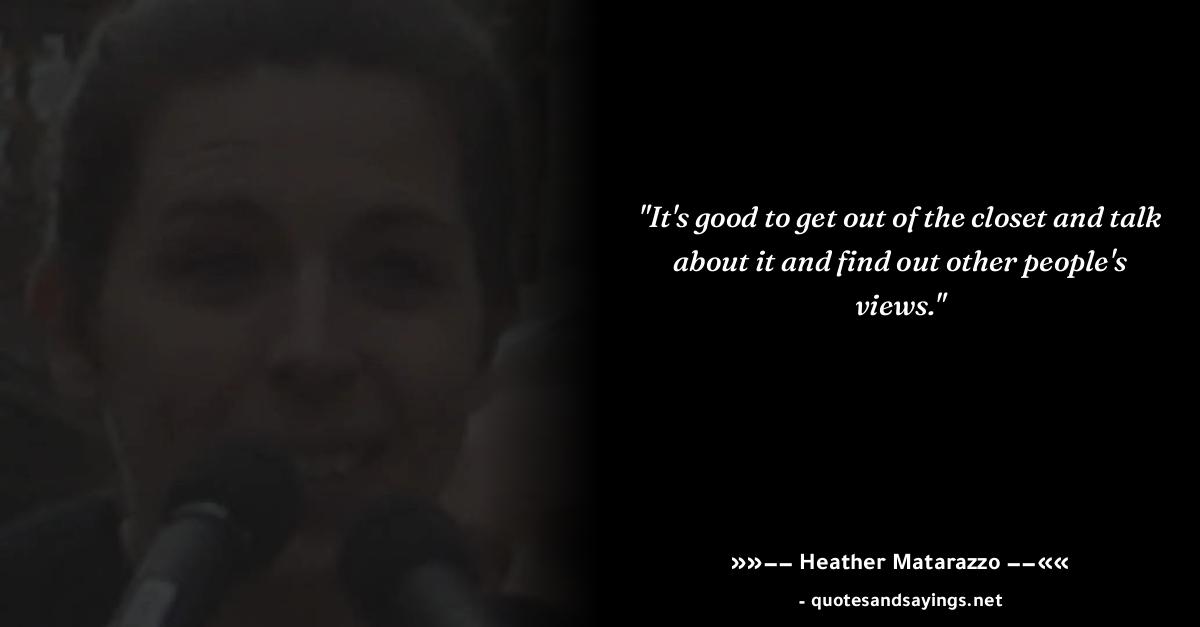 "It's good to get out of the closet and talk
about it and find out other people's
views."
»»−− Heather Matarazzo −−««
- quotesandsayings.net